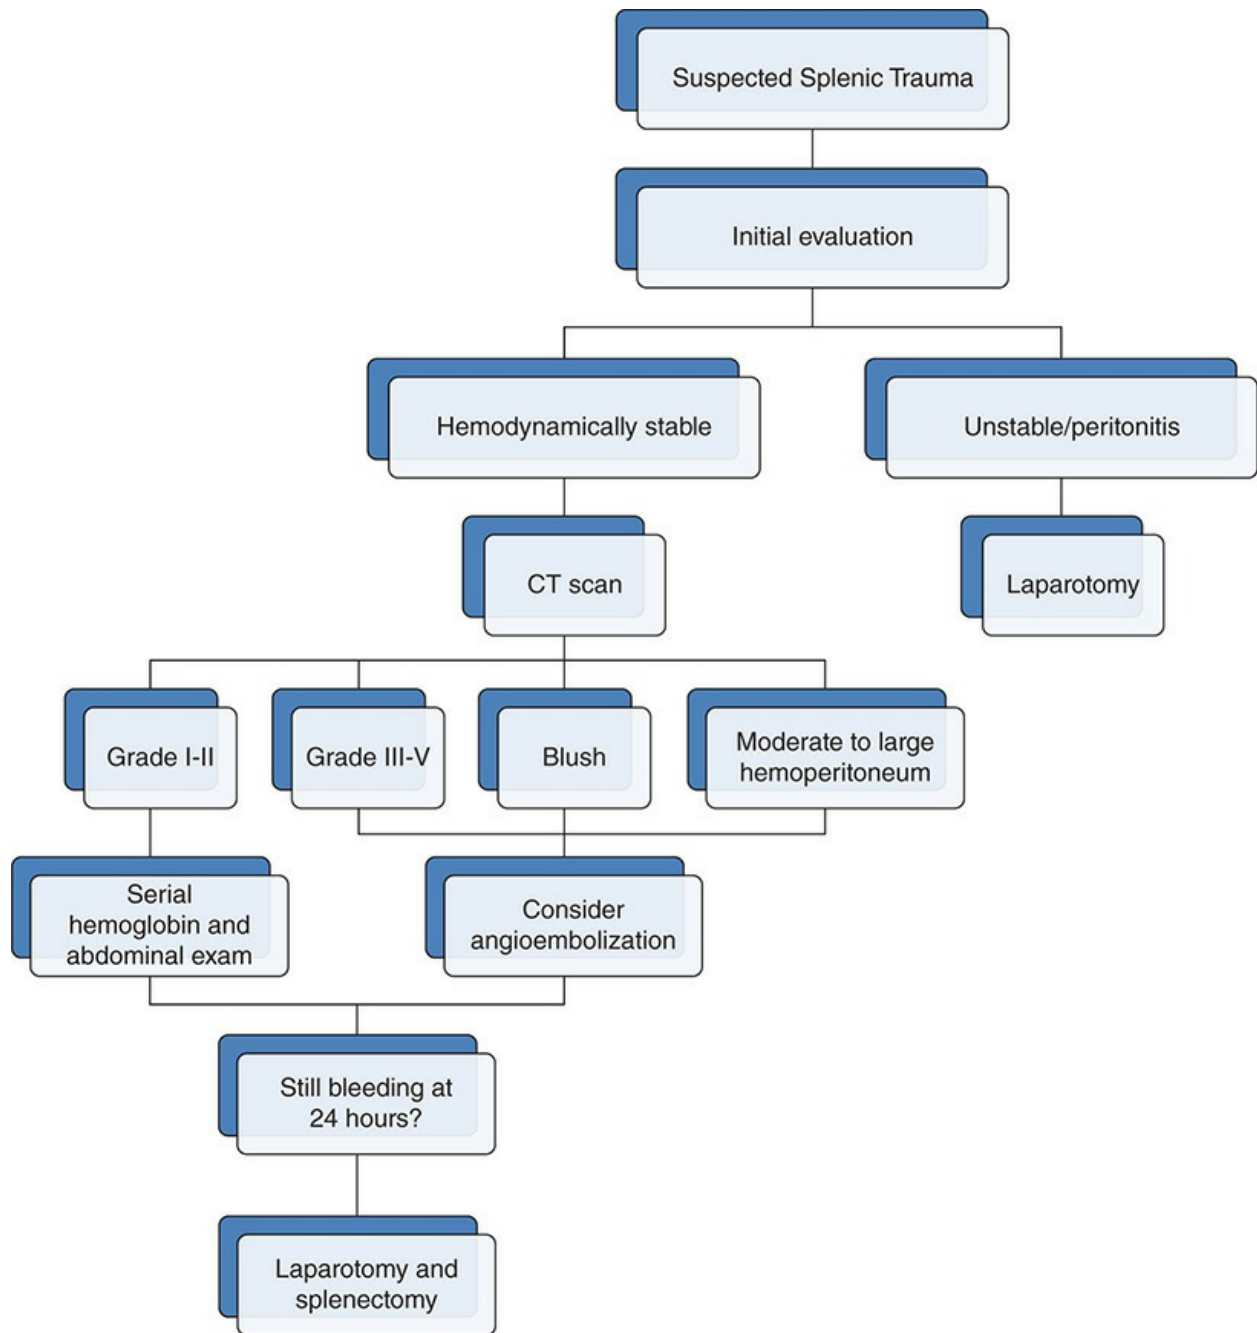 Suspected Splenic Trauma
Initial evaluation
Hemodynamically stable
Unstable/peritonitis
CT scan
Laparotomy
Grade I-II
Grade III-V
Blush
Moderate to large
hemoperitoneum
Serial
hemoglobin and
abdominal exam
Consider
angioembolization
Still bleeding at
24 hours?
Laparotomy and
splenectomy